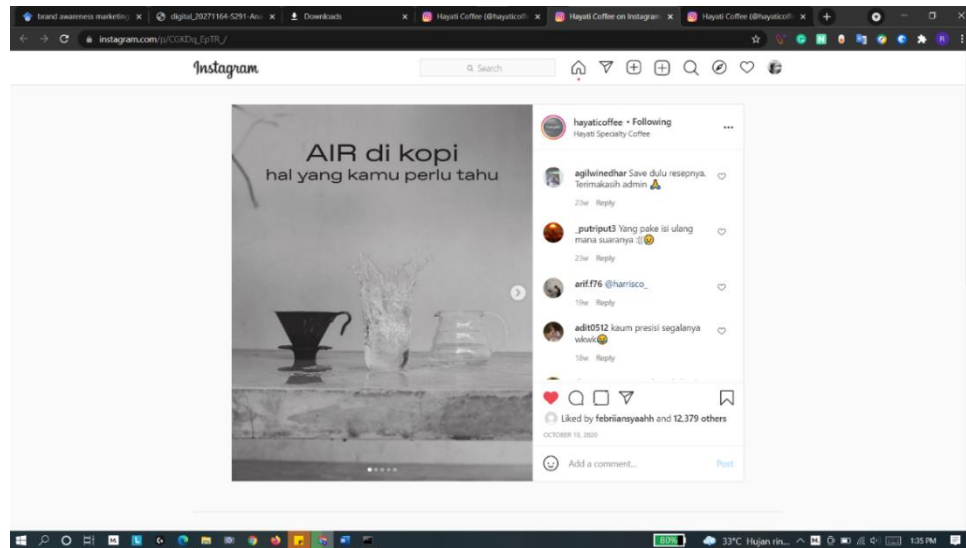 brand awareness marketing
digital_20271164-S291-Ana
Downloads
Hayati Coffee (@hayaticoff
Hayati Coffee on Instagram
Hayati Coffee (@hayaticoff
instagram.com/p/CGKDq_EpTR_/
Instagram
Search
AIR di kopi
hal yang kamu perlu tahu
hayaticoffee • Following
Hayati Specialty Coffee
agilwinedhar Save dulu resepnya.
Terimakasih admin 🙏
23w Reply
_putriput3 Yang pake isi ulang
mana suaranya :((😢
23w Reply
arif.f76 @harrisco_
19w Reply
adit0512 kaum presisi segalanya
wkwk😂
18w Reply
Liked by febriiansyaahh and 12,379 others
Add a comment...
Post
80%
33°C Hujan rin...
1:35 PM